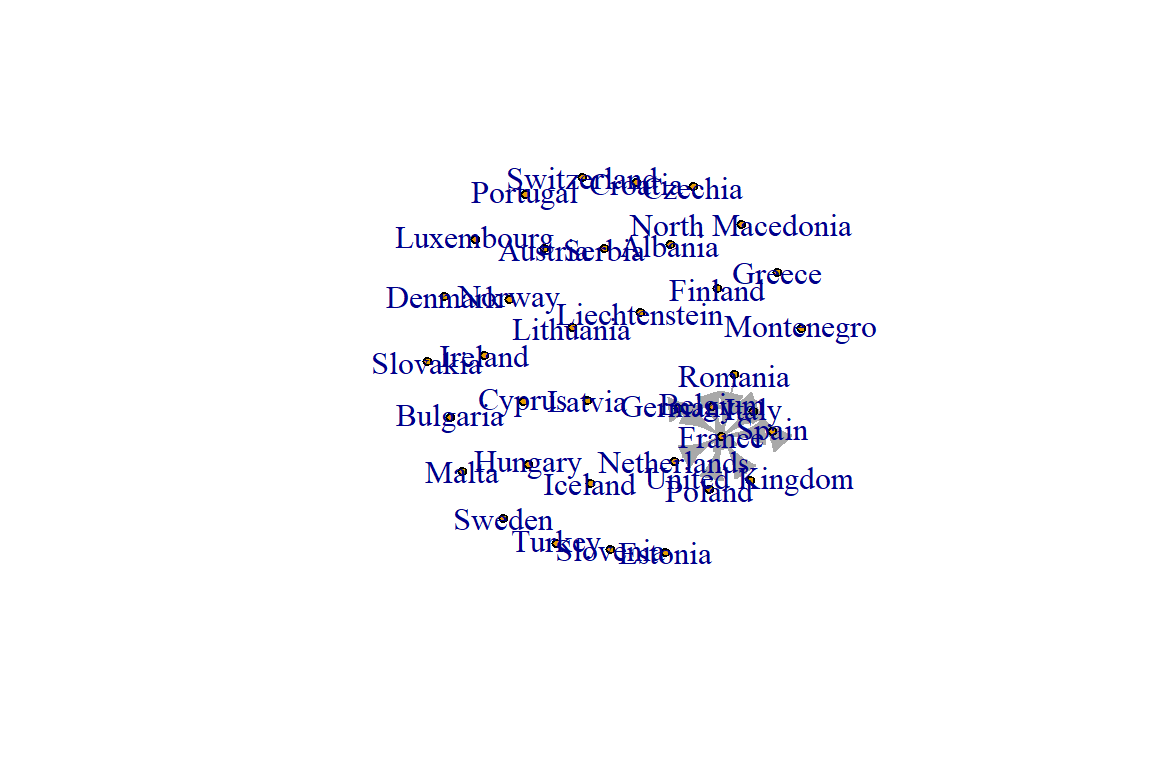 Switzerland
Croatia
Czechia
Portugal
North Macedonia
Luxembourg
Austria
Serbia
Albania
Greece
Finland
Denmark
Norway
Liechtenstein
Lithuania
Montenegro
Slovakia
Ireland
Romania
Cyprus
Latvia
Germany
Belgium
Italy
Bulgaria
Spain
France
Hungary
Netherlands
Malta
Iceland
United Kingdom
Poland
Sweden
Turkey
Slovenia
Estonia